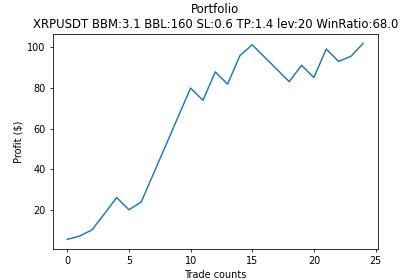 Portfolio
XRPUSDT BBM:3.1 BBL:160 SL:0.6 TP:1.4 lev:20 WinRatio:68.0
100
80
60
40
20
Profit ($)
0 5 10 15 20 25
Trade counts